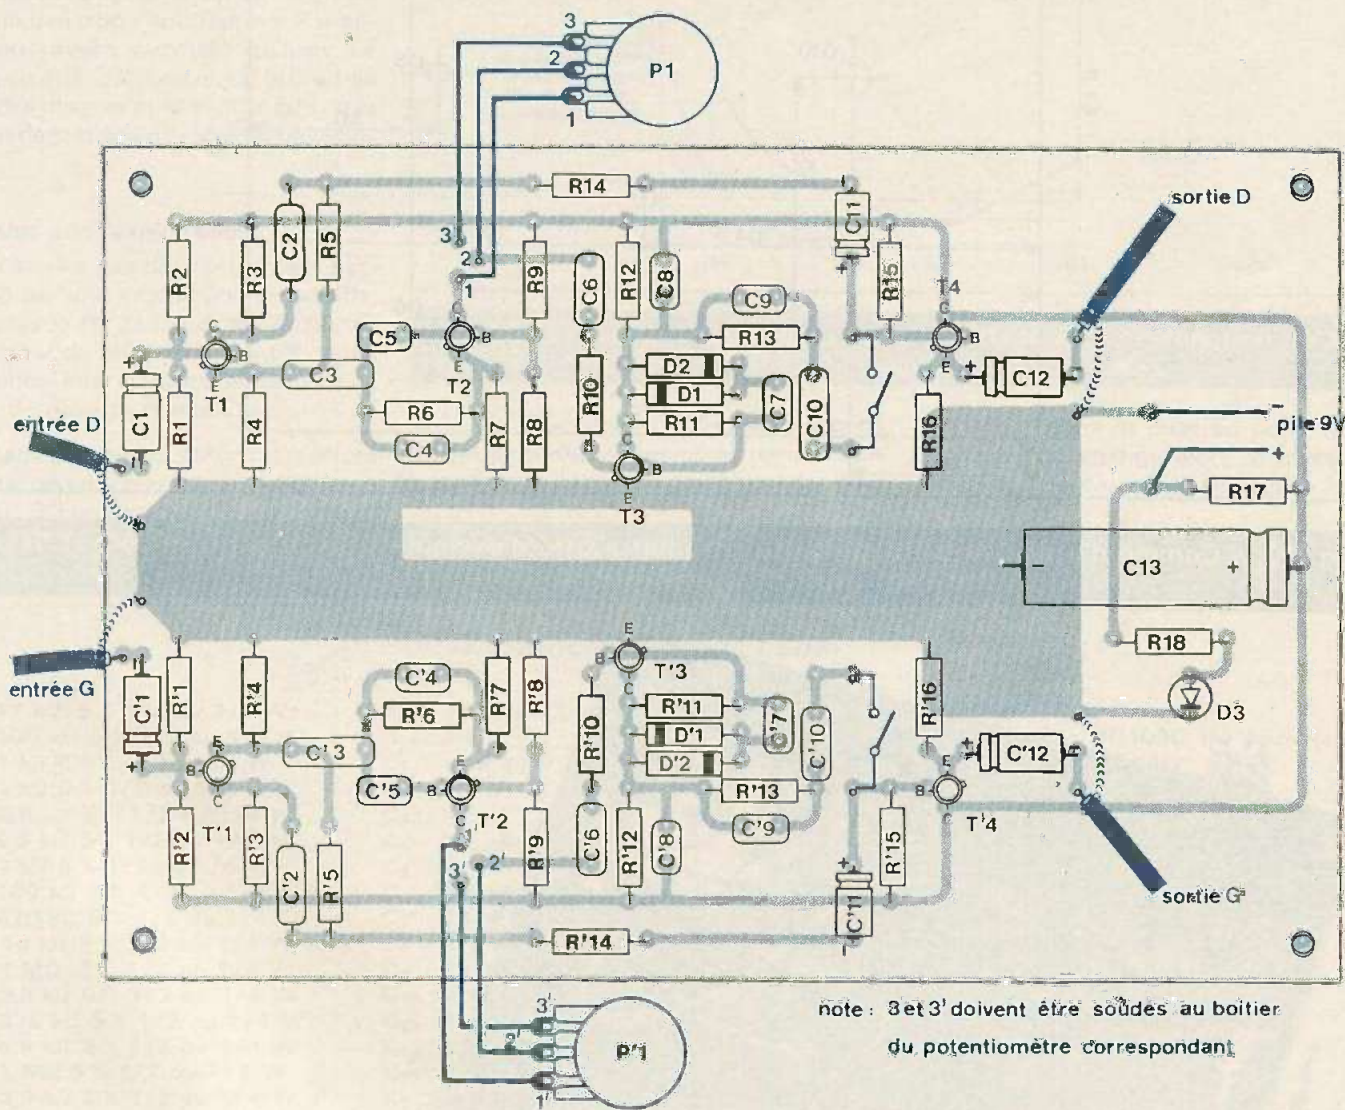 3
2
1
P1
R14
sortie D
R2
R3
C2
R5
3
2
1
R9
C6
R12
C8
C11
+
R15
T4
C9
C
B
T1
C5
C
B
E
T2
R13
C
B
E
C3
D2
D1
R11
C7
C10
+
C12
-
pile 9V
+
entrée D
+
C1
R1
R4
R6
C4
R7
R8
R10
C
B
E
T3
R16
R17
-
C13
+
R18
D3
entrée G
C'1
+
R'1
R'4
C'4
R'6
R'7
R'8
R'10
E
B
C
T'3
R'11
D'1
D'2
C'7
C'10
R'16
+
C'12
E
B
C
T'1
C'3
C'5
E
B
C
T'2
R'13
C'9
E
B
T'4
R'2
R'3
C'2
R'5
3'
2'
R'9
C'6
R'12
C'8
+
C'11
R'15
sortie G
R'14
3'
2'
1'
P'1
note : 3 et 3' doivent être soudés au boitier
du potentiomètre correspondant